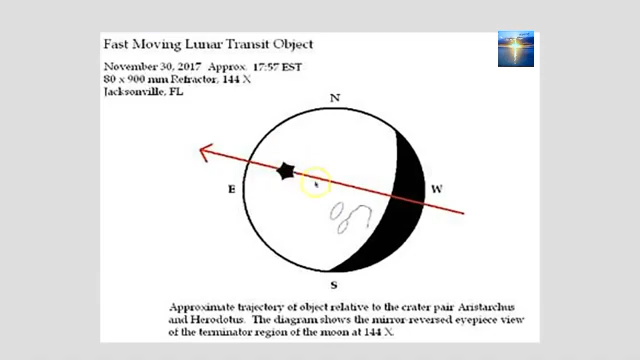 Fast Moving Lunar Transit Object
November 30, 2017 Approx. 17:57 EST
80 x 900 mm Refractor, 144 X
Jacksonville, FL
N
E
W
S
Approximate trajectory of object relative to the crater pair Aristarchus
and Herodotus. The diagram shows the mirror-reversed eyepiece view
of the terminator region of the moon at 144 X.